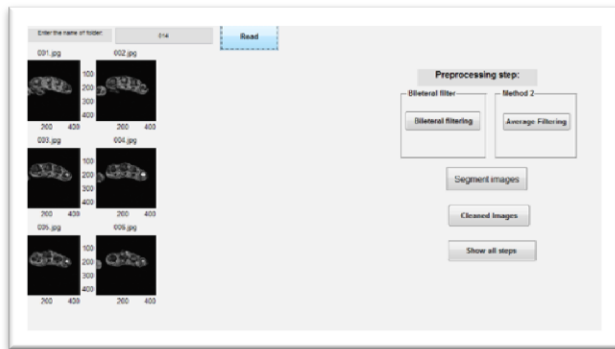 Enter the name of folder: 014 Read
001.jpg 002.jpg
100
200
300
400
200 400 200 400
003.jpg 004.jpg
100
200
300
400
200 400 200 400
005.jpg 006.jpg
100
200
300
400
200 400 200 400
Preprocessing step:
Bileteral filter Method 2
Bileteral filtering Average Filtering
Segment images
Cleaned Images
Show all steps